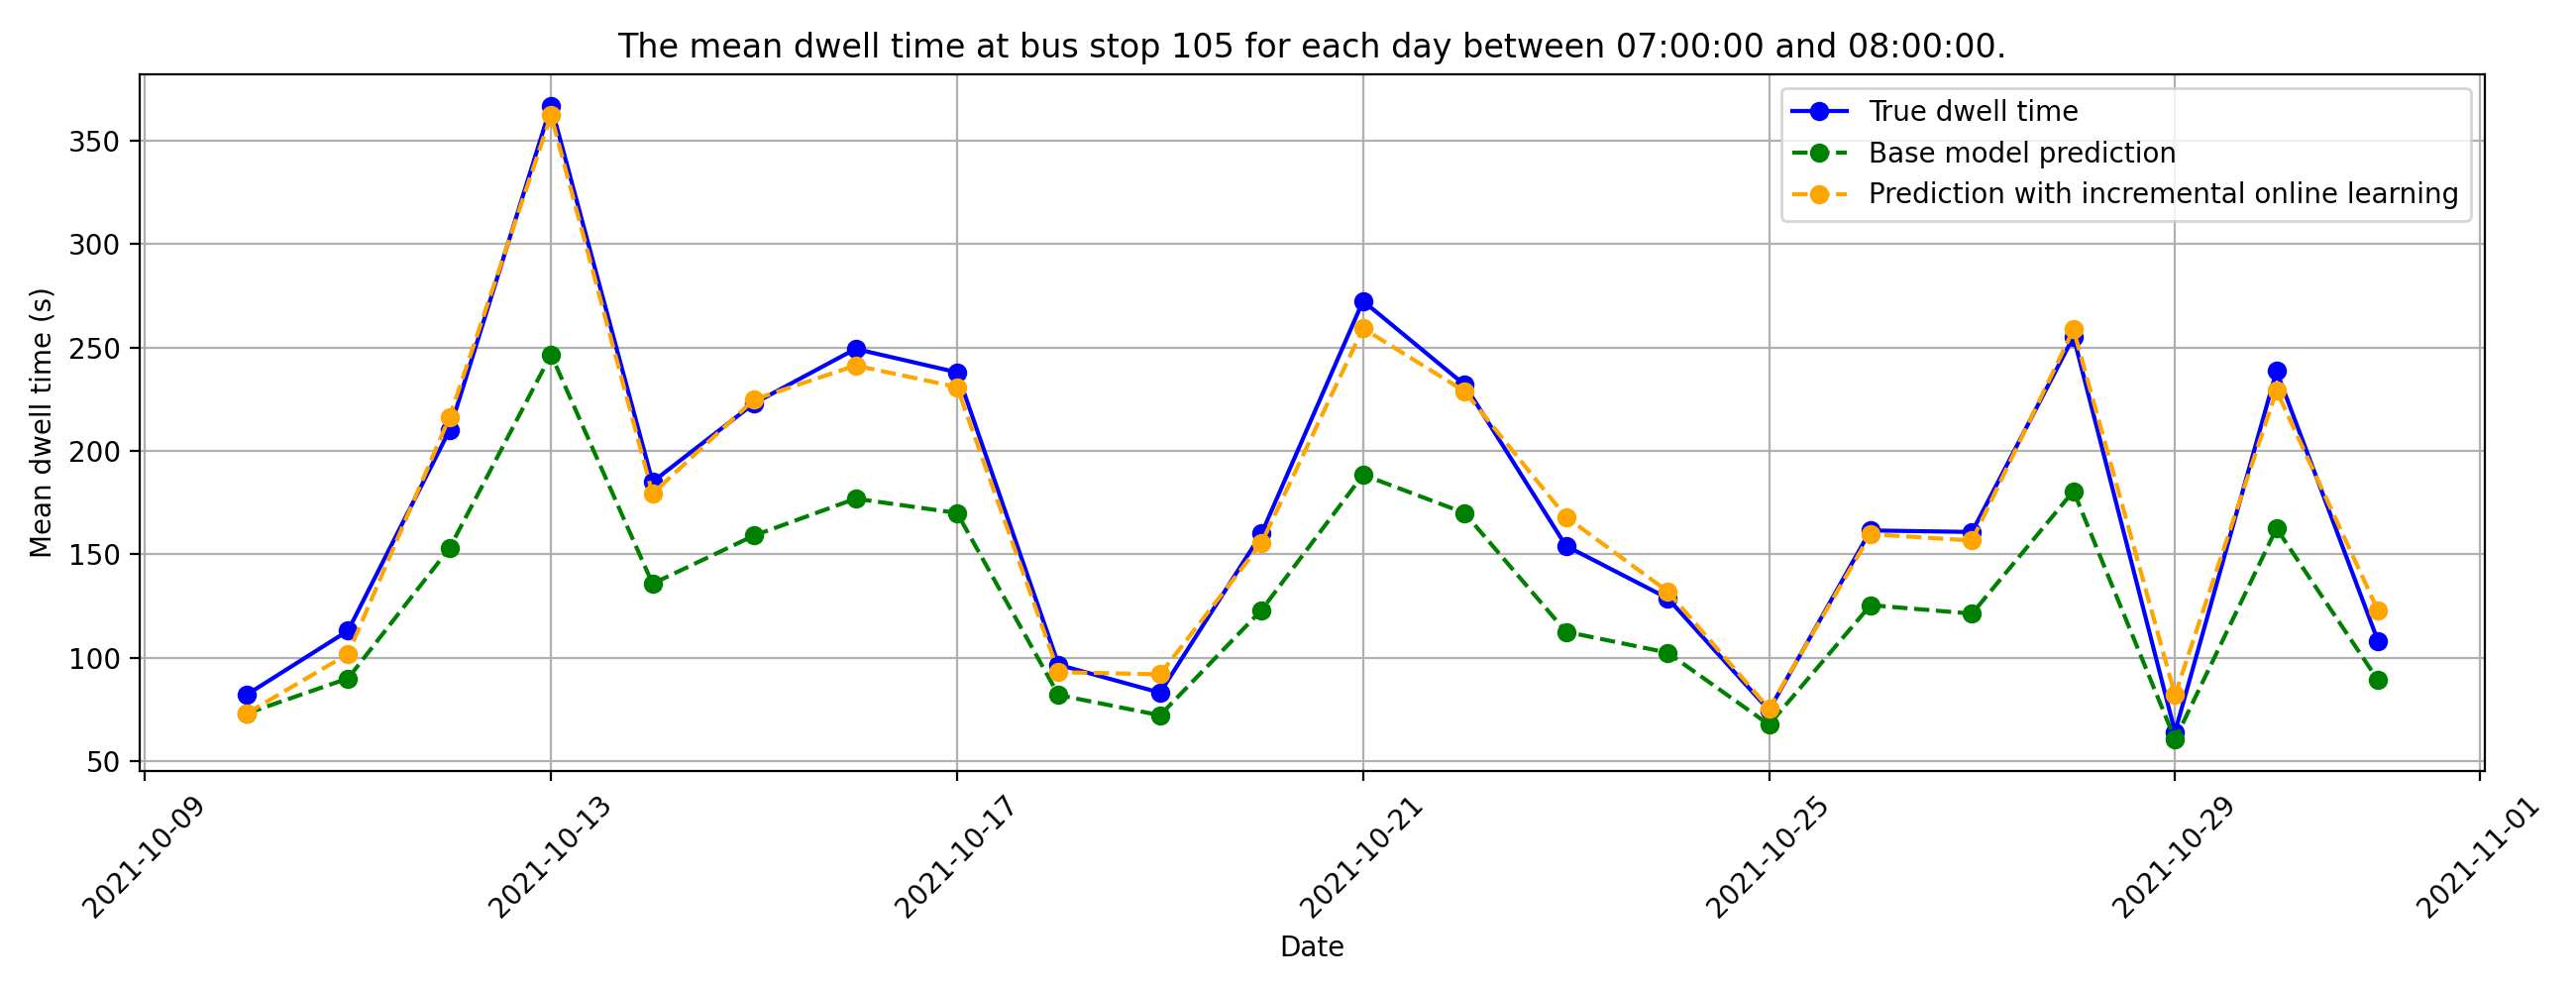 The mean dwell time at bus stop 105 for each day between 07:00:00 and 08:00:00.
True dwell time
Base model prediction
Prediction with incremental online learning
Mean dwell time (s)
350
300
250
200
150
100
50
2021-10-09
2021-10-13
2021-10-17
2021-10-21
2021-10-25
2021-10-29
2021-11-01
Date